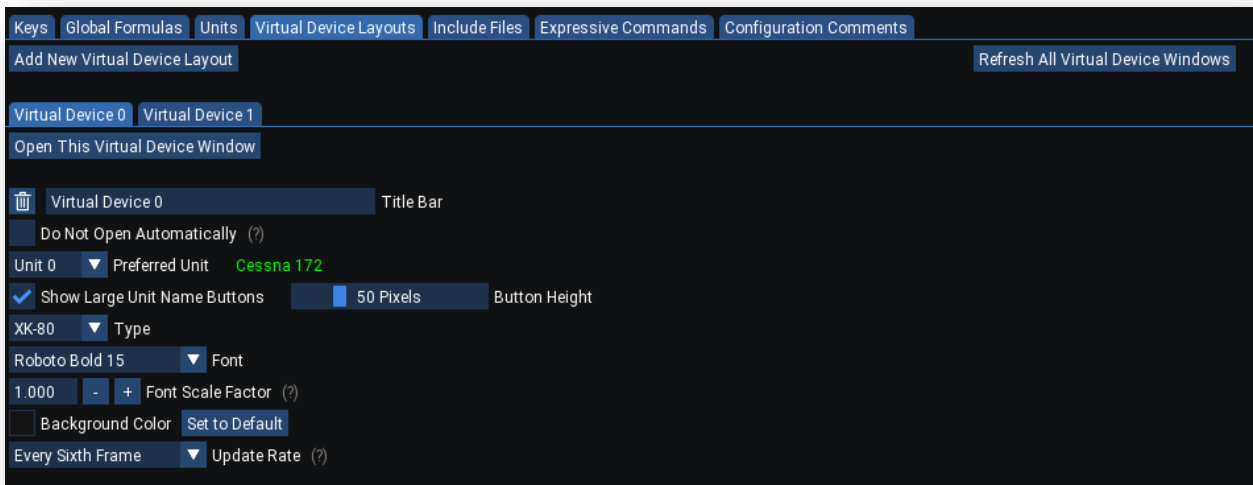 Keys Global Formulas Units Virtual Device Layouts Include Files Expressive Commands Configuration Comments
Add New Virtual Device Layout Refresh All Virtual Device Windows
Virtual Device 0 Virtual Device 1
Open This Virtual Device Window
Virtual Device 0 Title Bar
Do Not Open Automatically (?)
Unit 0 Preferred Unit Cessna 172
Show Large Unit Name Buttons 50 Pixels Button Height
XK-80 Type
Roboto Bold 15 Font
1.000 - + Font Scale Factor (?)
Background Color Set to Default
Every Sixth Frame Update Rate (?)